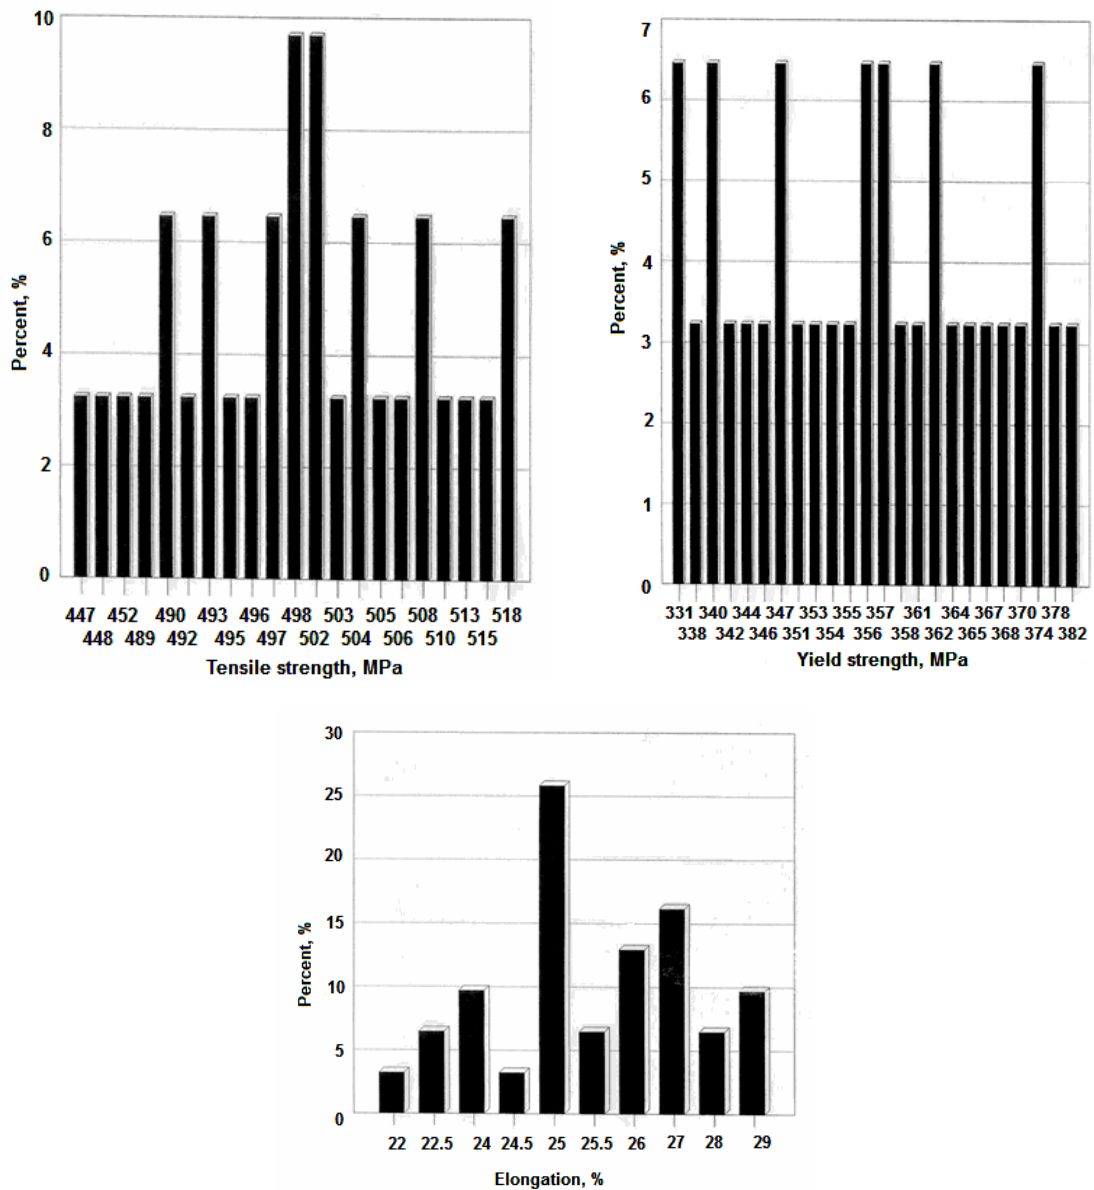 10
8
6
4
2
0
Percent, %
447 452 490 493 496 498 503 505 508 513 518
448 489 492 495 497 502 504 506 510 515
Tensile strength, MPa
7
6
5
4
3
2
1
0
Percent, %
331 340 344 347 353 355 357 361 364 367 370 378
338 342 346 351 354 356 358 362 365 368 374 382
Yield strength, MPa
30
25
20
15
10
5
0
Percent, %
22 22.5 24 24.5 25 25.5 26 27 28 29
Elongation, %